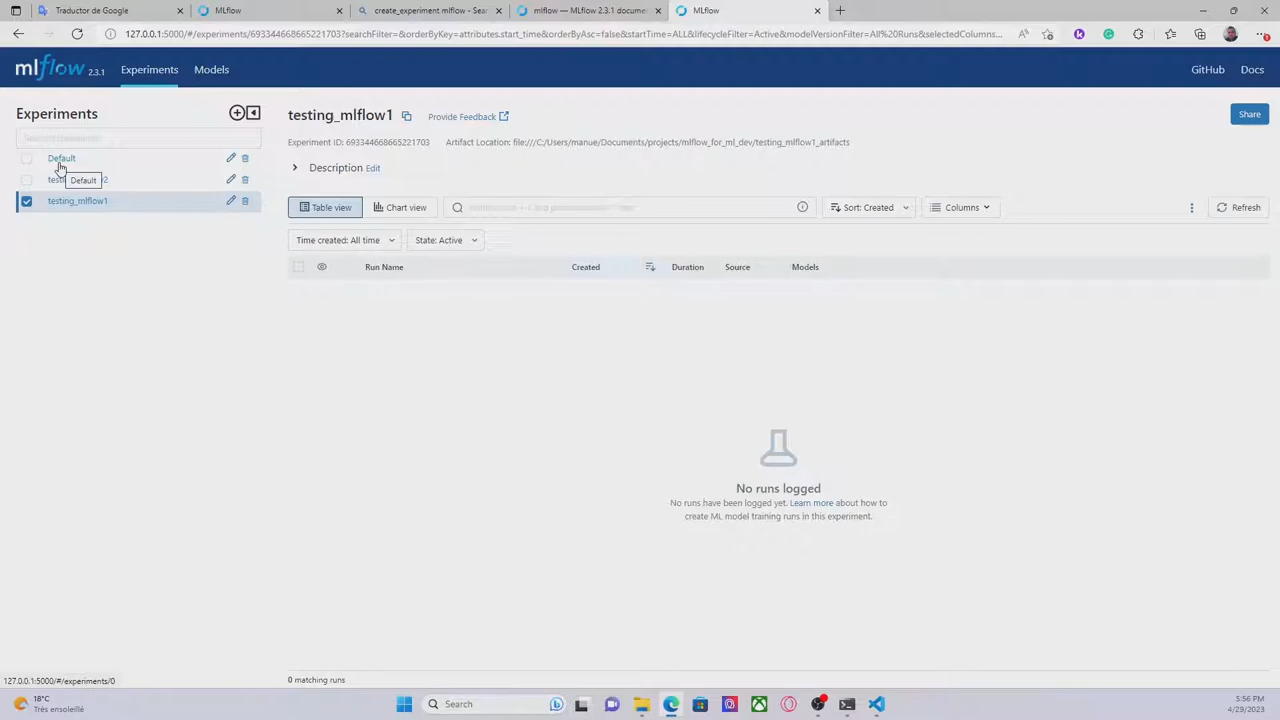 Traductor de Google
MLflow
create_experiment mlflow - Sea
mlflow — MLflow 2.3.1 documen
MLflow
127.0.0.1:5000/#/experiments/693344668665221703?searchFilter=&orderByKey=attributes.start_time&orderByAsc=false&startTime=ALL&lifecycleFilter=Active&modelVersionFilter=All%20Runs&selectedColumns...
mlflow 2.3.1 Experiments Models GitHub Docs
Experiments
Default
Default
testing_mlflow1
testing_mlflow1 Provide Feedback Share
Experiment ID: 693344668665221703 Artifact Location: file:///C:/Users/manue/Documents/projects/mlflow_for_ml_dev/testing_mlflow1_artifacts
Description Edit
Table view Chart view Sort: Created Columns Refresh
Time created: All time State: Active
Run Name Created Duration Source Models
No runs logged
No runs have been logged yet. Learn more about how to
create ML model training runs in this experiment.
0 matching runs
127.0.0.1:5000/#/experiments/0
18°C
Très ensoleillé
Search
5:56 PM
4/29/2023